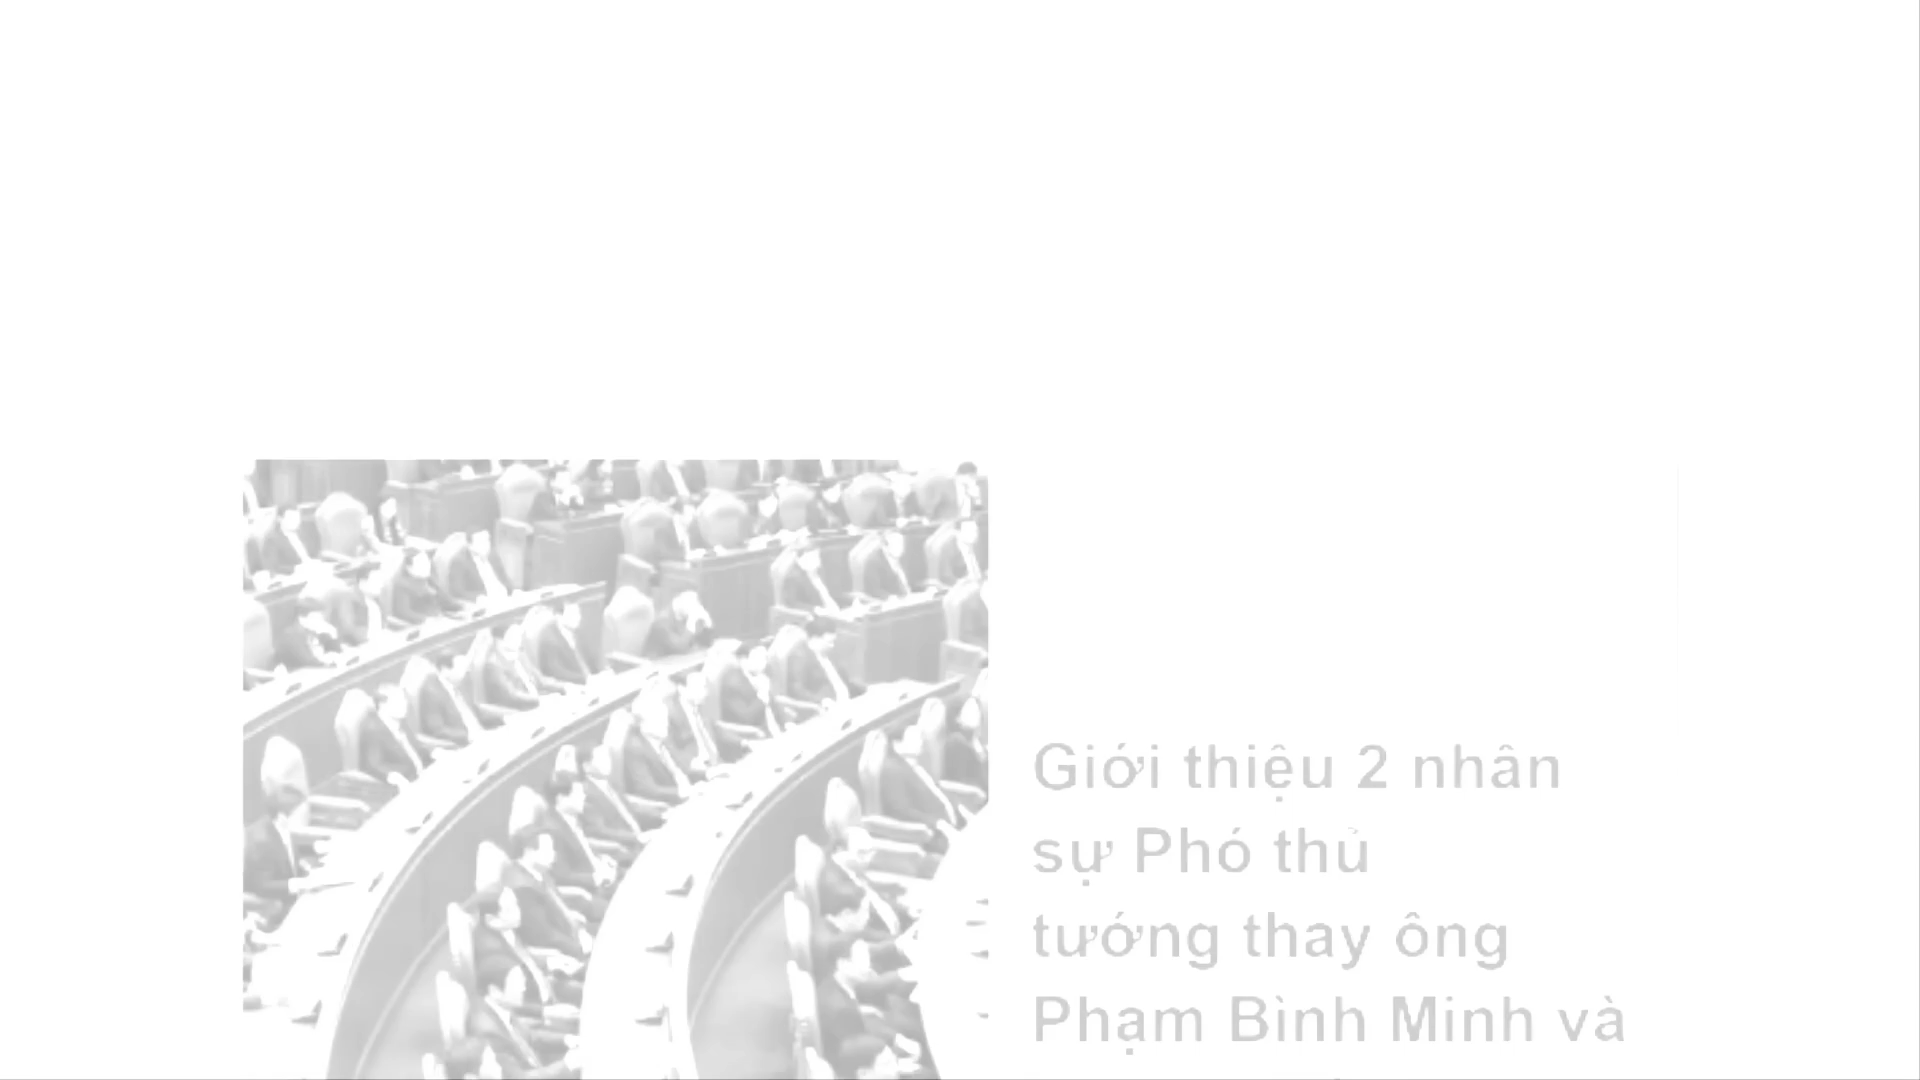 Giới thiệu 2 nhân
sự Phó thủ
tướng thay ông
Phạm Bình Minh và